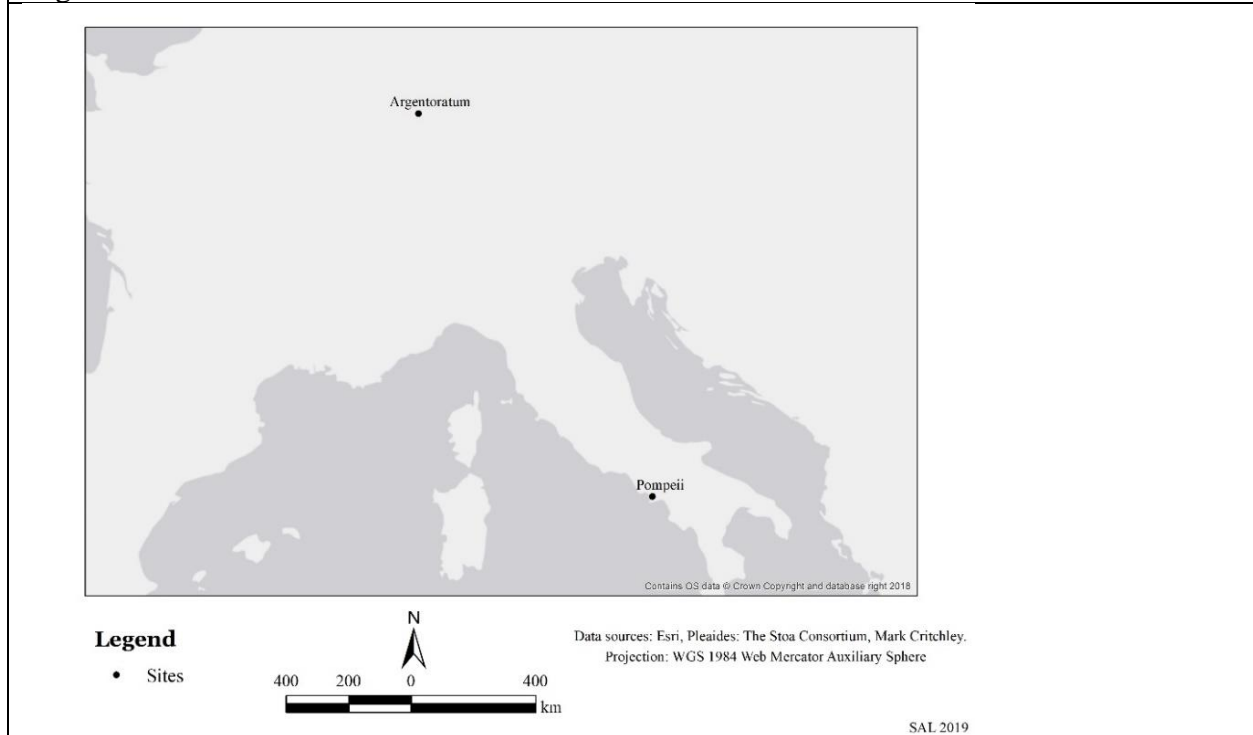 Argentoratum
Pompeii
Contains OS data © Crown Copyright and database right 2018
Legend
Sites
N
400 200 0 400
km
Data sources: Esri, Pleaides: The Stoa Consortium, Mark Critchley.
Projection: WGS 1984 Web Mercator Auxiliary Sphere
SAL 2019